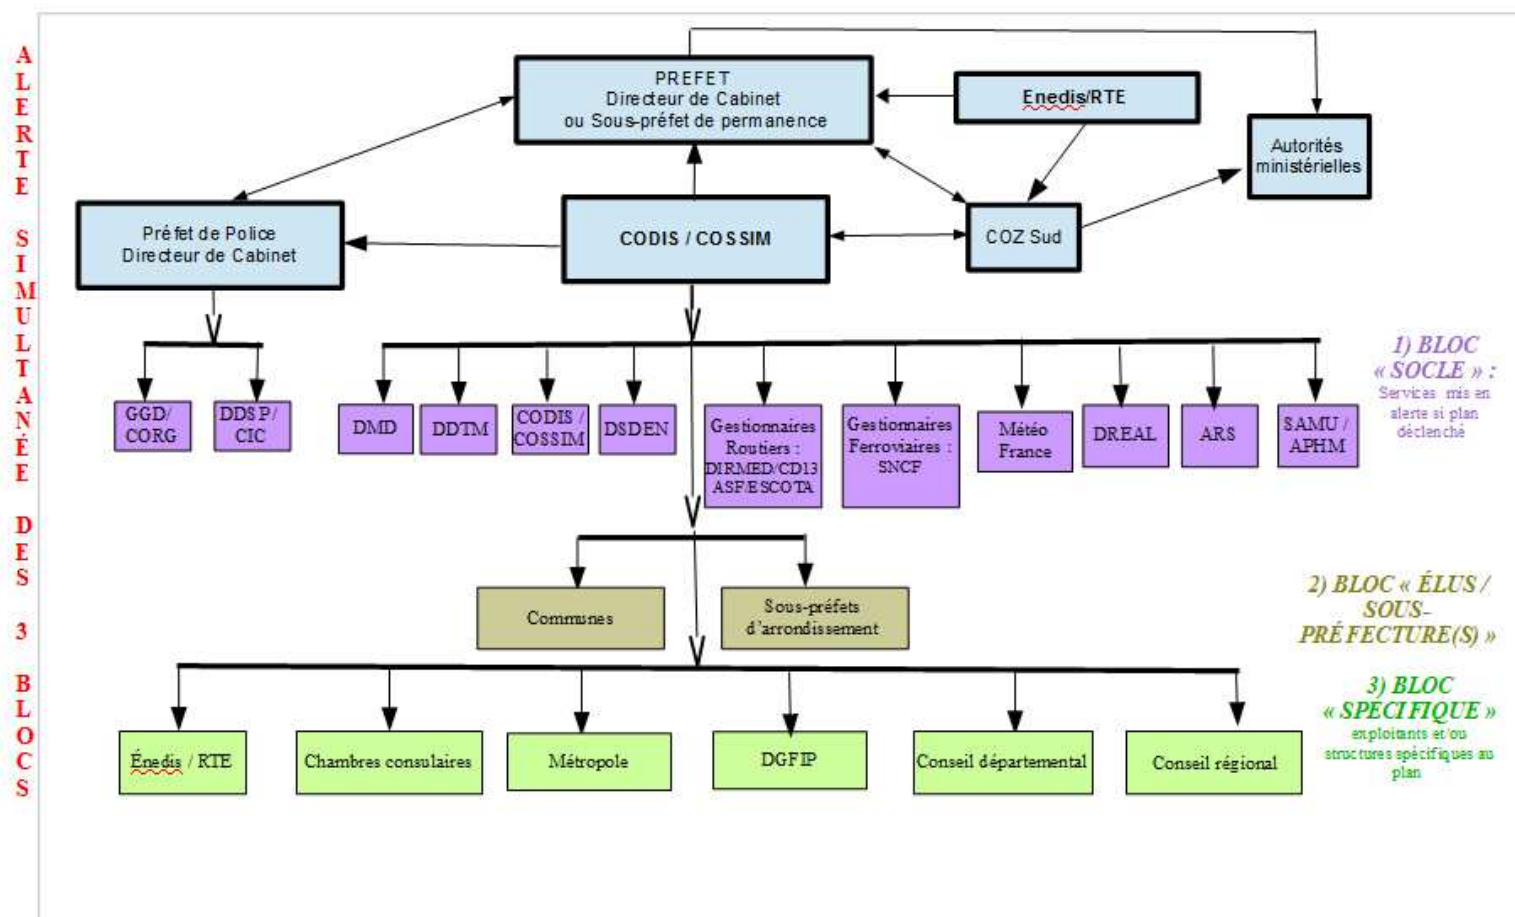 ALERTE SIMULTANÉE DES 3 BLOCS
PREFET
Directeur de Cabinet
ou Sous-préfet de permanence
Enedis/RTE
Autorités
ministérielles
Préfet de Police
Directeur de Cabinet
CODIS / COSSIM
COZ Sud
1) BLOC
« SOCLE » :
Services mis en
alerte si plan
déclenché
GGD/
CORG
DDSP /
CIC
DMD
DDTM
CODIS /
COSSIM
DSDEN
Gestionnaires
Routiers :
DIRMED/CD13
ASF/ESCOTA
Gestionnaires
Ferroviaires :
SNCF
Météo
France
DREAL
ARS
SAMU /
APHM
2) BLOC « ÉLUS /
SOUS-
PRÉFECTURE(S) »
Communes
Sous-préfets
d'arrondissement
3) BLOC
« SPÉCIFIQUE »
exploitants et/ou
structures spécifiques au
plan
Énedis / RTE
Chambres consulaires
Métropole
DGFIP
Conseil départemental
Conseil régional